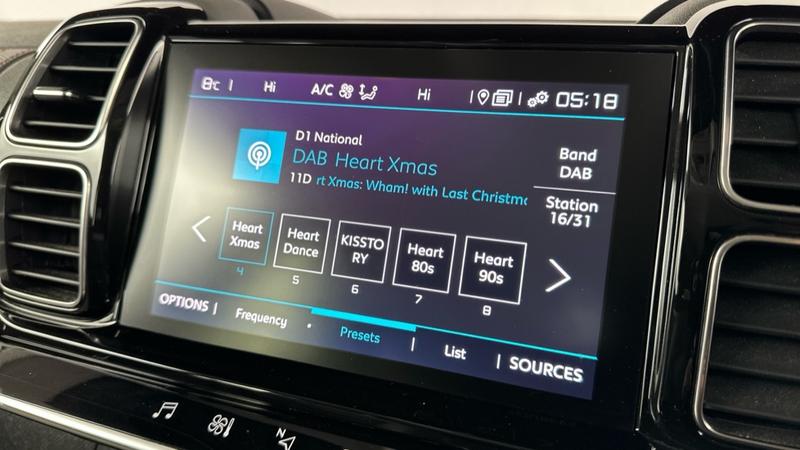 8°C Hi A/C Hi 05:18
D1 National
DAB Heart Xmas
11D rt Xmas: Wham! with Last Christm
Band
DAB
Station
16/31
Heart
Xmas
4
Heart
Dance
5
KISSTO
RY
6
Heart
80s
7
Heart
90s
8
OPTIONS Frequency Presets List SOURCES
N